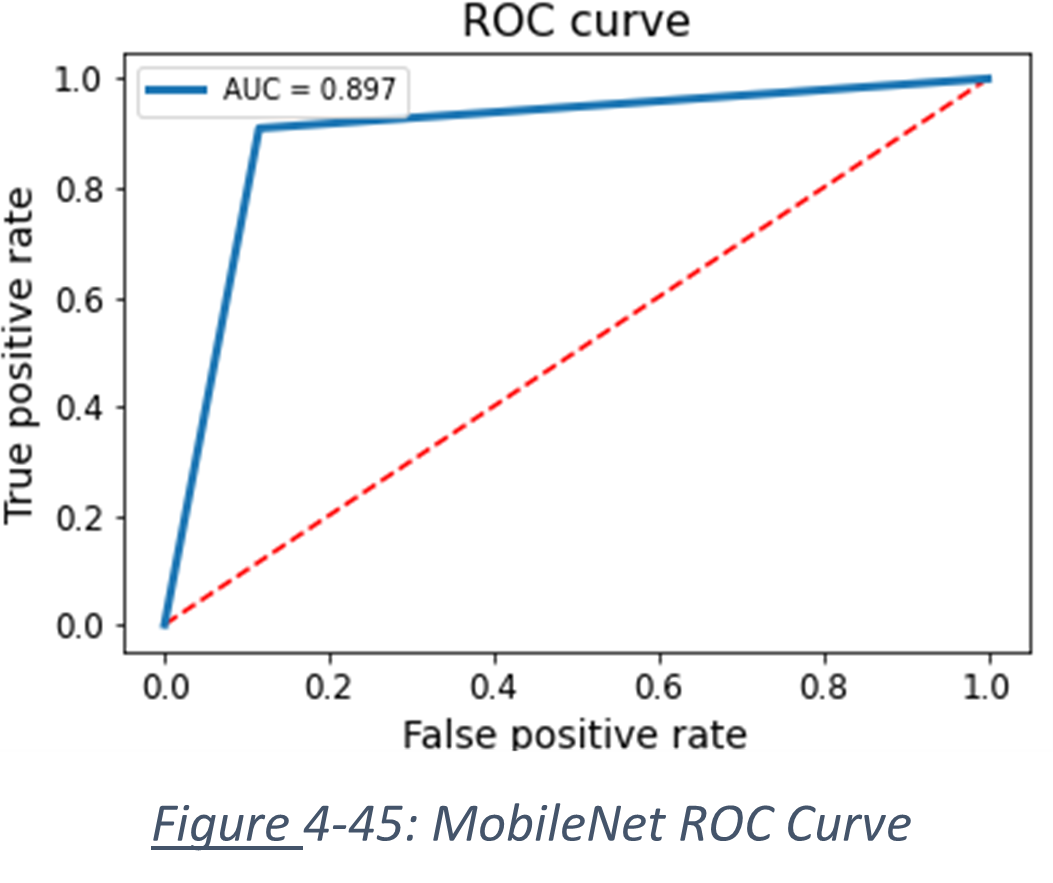 ROC curve
AUC = 0.897
True positive rate
1.0
0.8
0.6
0.4
0.2
0.0
0.0 0.2 0.4 0.6 0.8 1.0
False positive rate
Figure 4-45: MobileNet ROC Curve